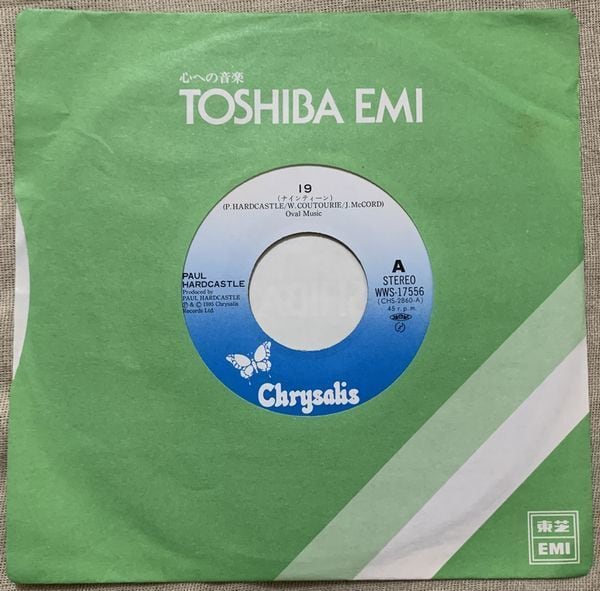 心への音楽
TOSHIBA EMI
19
(ナインティーン)
(P. HARDCASTLE/W. COUTOURIE/J. McCORD)
Oval Music
PAUL
HARDCASTLE
Produced by
PAUL HARDCASTLE
℗ & © 1985 Chrysalis
Records Ltd.
A
STEREO
WWS-17556
(CHS-2860-A)
45 r. p. m.
Chrysalis
東芝
EMI